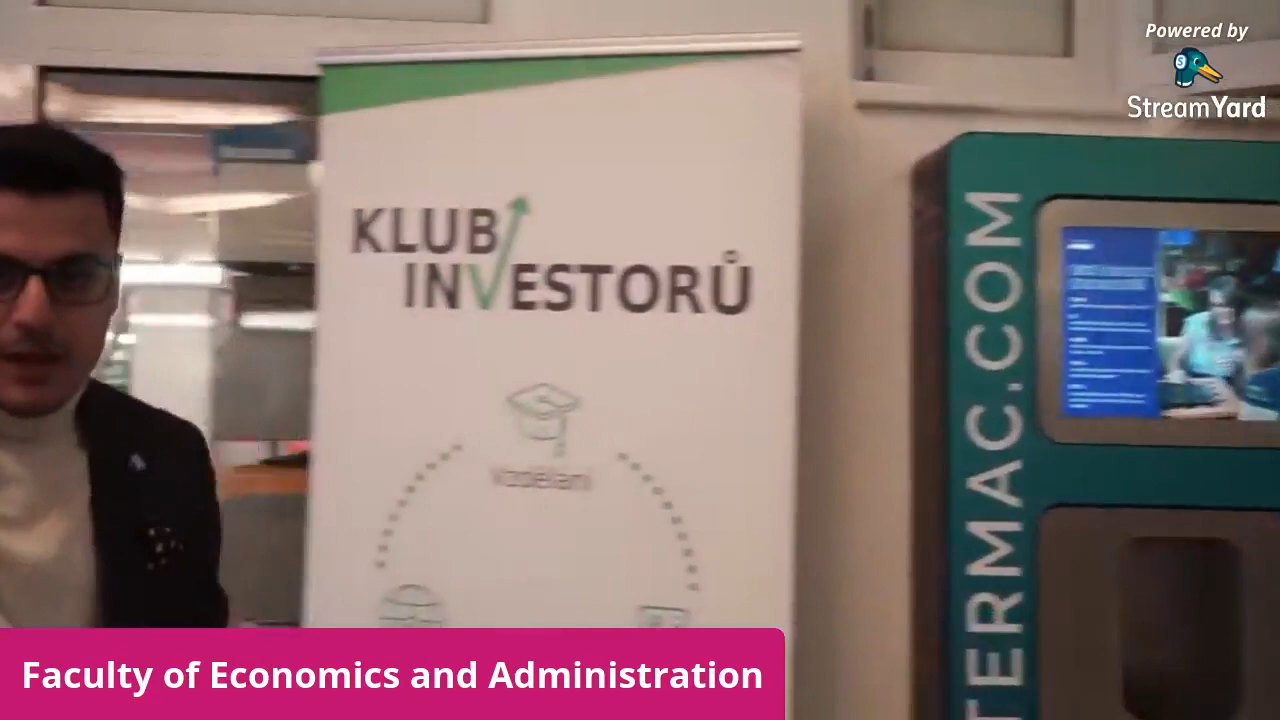 Powered by
StreamYard
KLUB
INVESTORŮ
Vzdělání
TERMAC.COM
Faculty of Economics and Administration